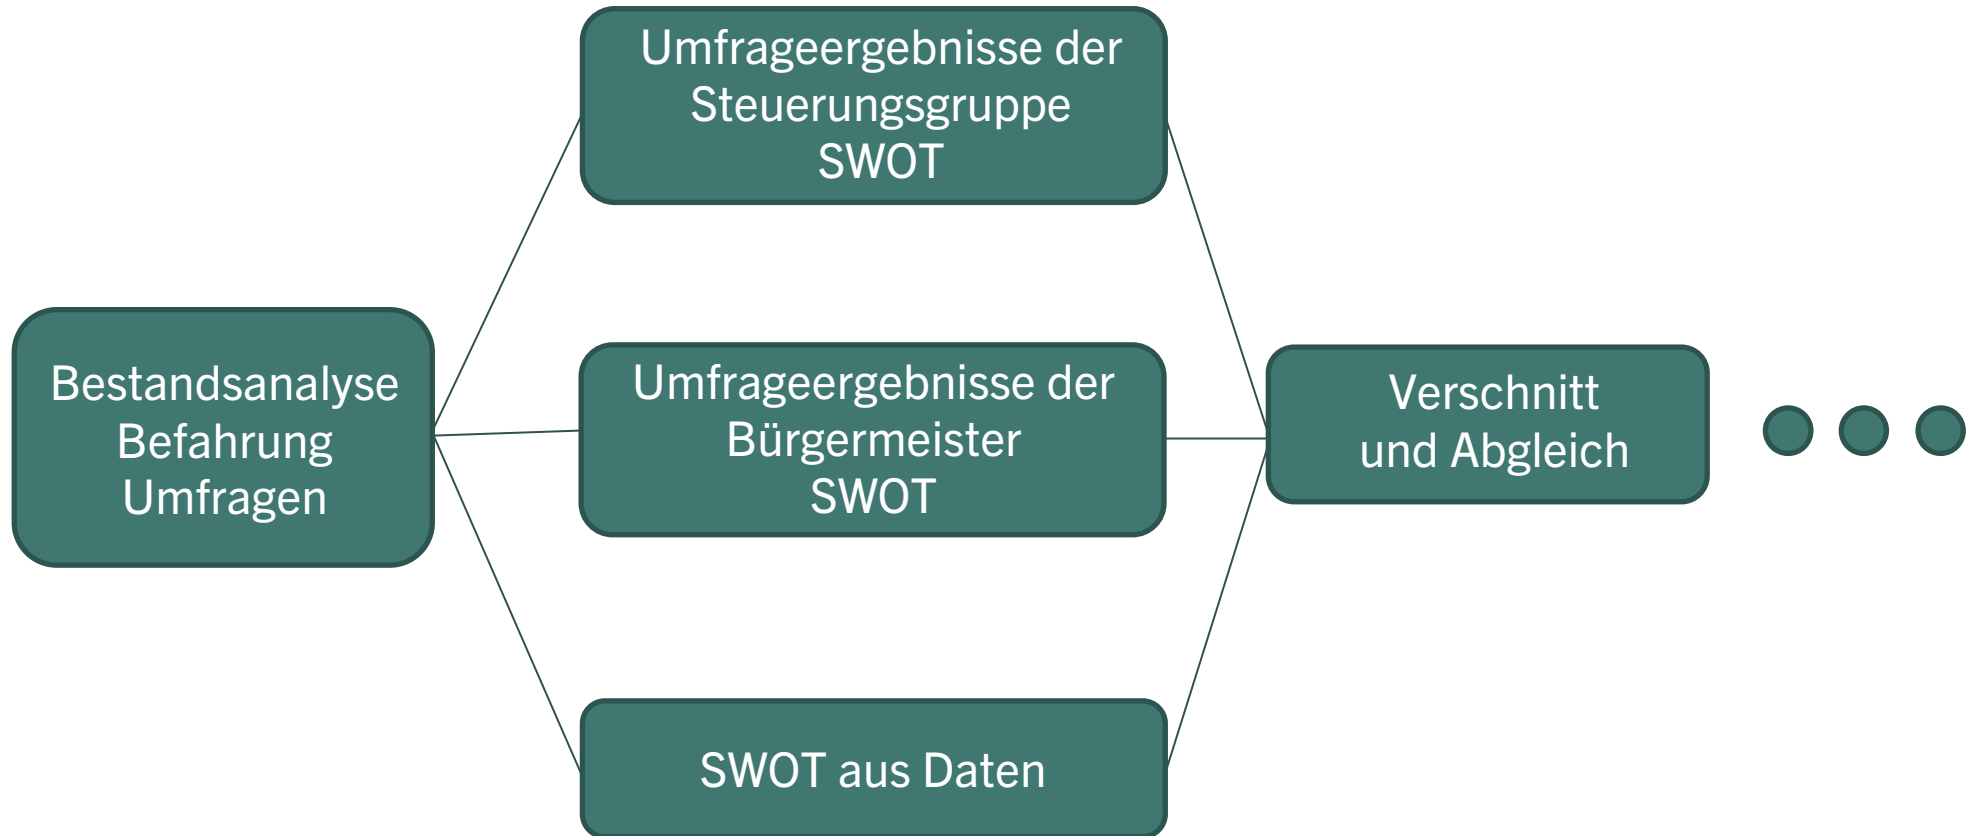 Umfrageergebnisse der
Steuerungsgruppe
SWOT
Bestandsanalyse
Befahrung
Umfragen
Umfrageergebnisse der
Bürgermeister
SWOT
Verschnitt
und Abgleich
SWOT aus Daten